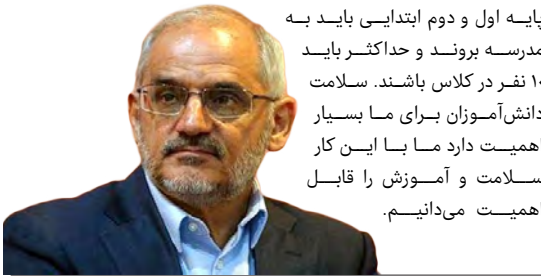 پایه اول و دوم ابتدایی باید به
مدرسه بروند و حداکثر باید
۱۰ نفر در کلاس باشند. سلامت
دانش‌آموزان برای ما بسیار
اهمیت دارد ما با این کار
سلامت و آموزش را قابل
اهمیت می‌دانیم.